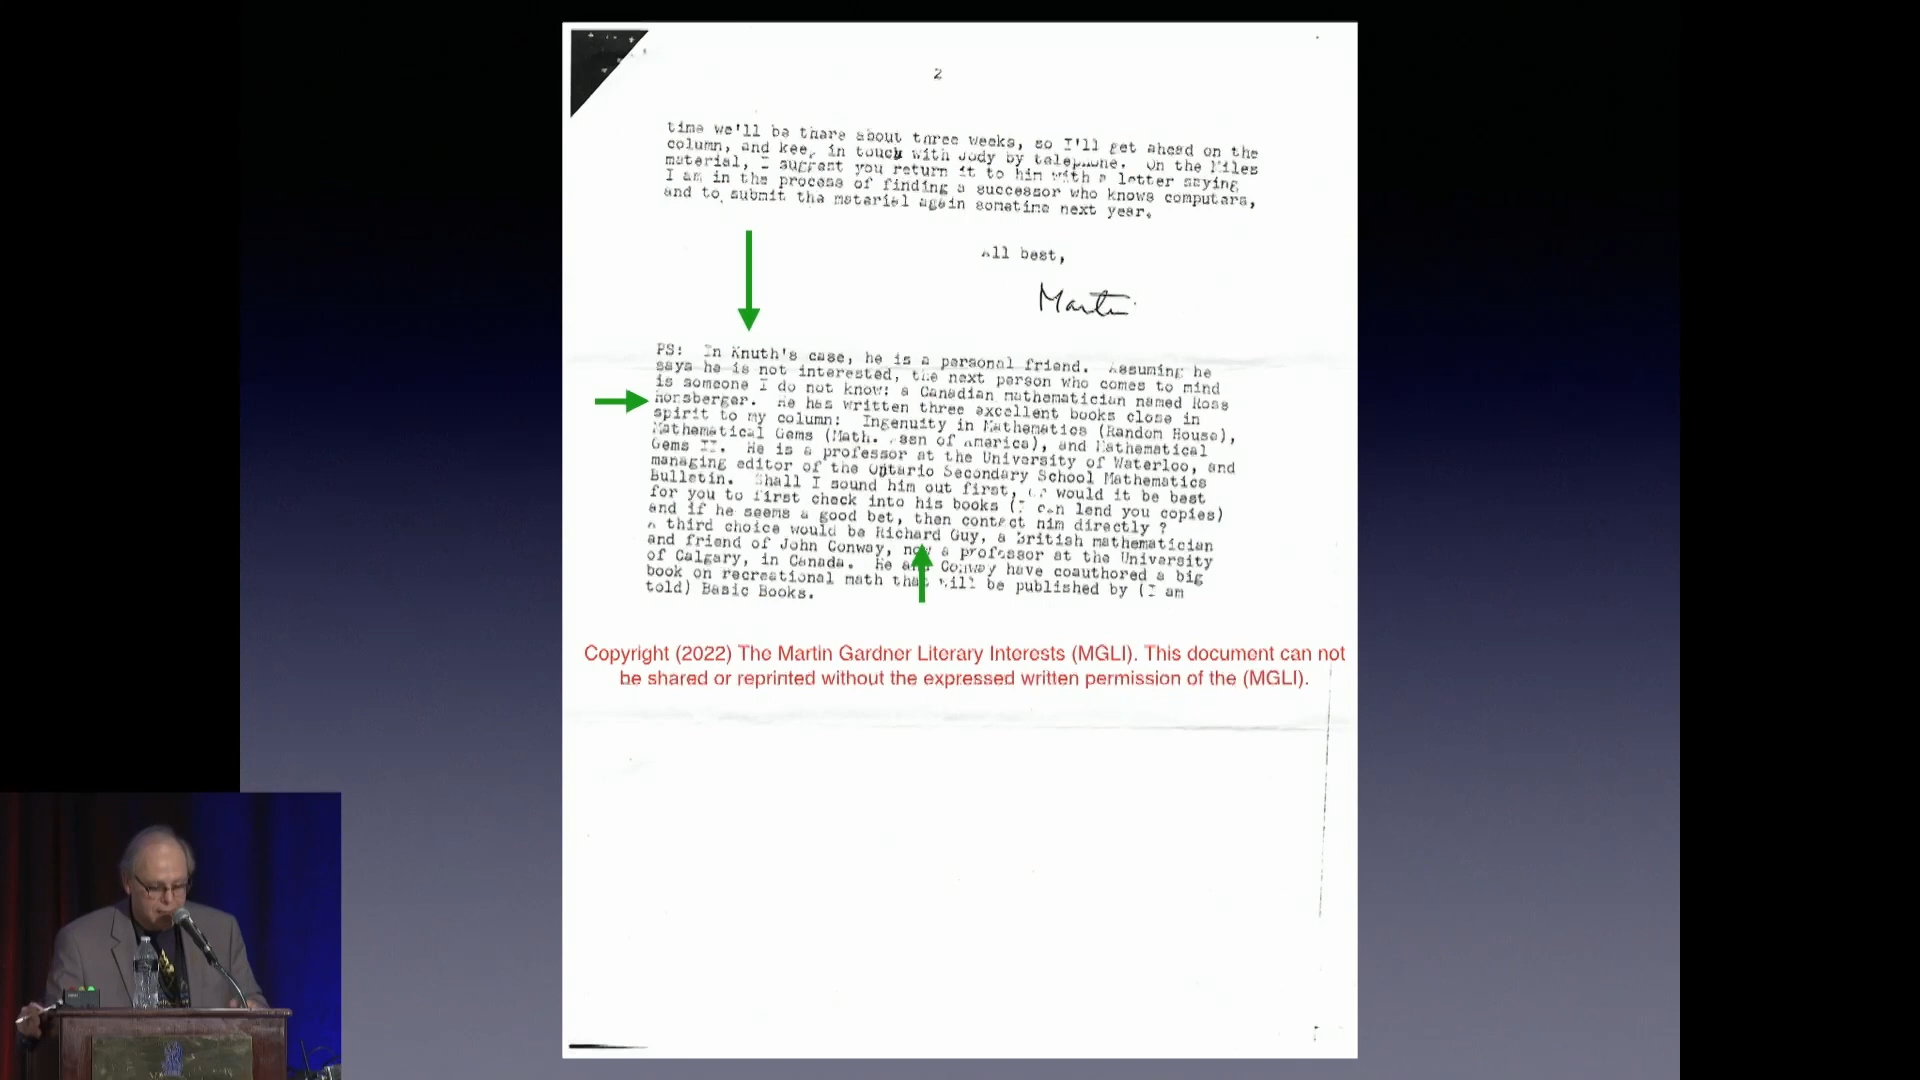 2
time we'll be thare about three weeks, so I'll get ahead on the
column, and keep in touch with Jody by telephone. On the Miles
material, I suggest you return it to him with a letter saying
I am in the process of finding a successor who knows computars,
and to submit tha material again sometime next year.
All best,
Martin
PS: In Knuth's case, he is a personal friend. Assuming he
says he is not interested, the next person who comes to mind
is someone I do not know: a Canadian mathematician named Ross
Honsberger. He has written three excellent books close in
spirit to my column: Ingenuity in Mathematics (Random House),
Mathematical Gems (Math. Assn of America), and Mathematical
Gems II. He is a professor at the University of Waterloo, and
managing editor of the Ontario Secondary School Mathematics
Bulletin. Shall I sound him out first, or would it be best
for you to first check into his books (I can lend you copies)
and if he seems a good bet, then contact him directly ?
A third choice would be Richard Guy, a British mathematician
and friend of John Conway, now a professor at the University
of Calgary, in Canada. He and Conway have coauthored a big
book on recreational math that will be published by (I am
told) Basic Books.
Copyright (2022) The Martin Gardner Literary Interests (MGLI). This document can not
be shared or reprinted without the expressed written permission of the (MGLI).